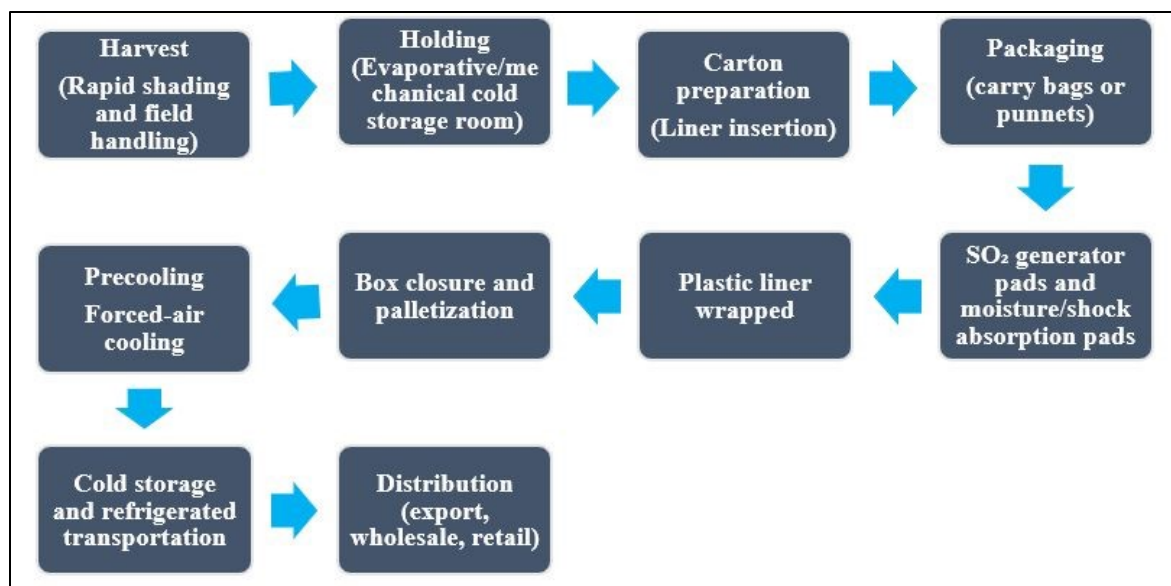 Harvest
(Rapid shading
and field
handling)
Holding
(Evaporative/me
chanical cold
storage room)
Carton
preparation
(Liner insertion)
Packaging
(carry bags or
punnets)
SO₂ generator
pads and
moisture/shock
absorption pads
Plastic liner
wrapped
Box closure and
palletization
Precooling
Forced-air
cooling
Cold storage
and refrigerated
transportation
Distribution
(export,
wholesale, retail)